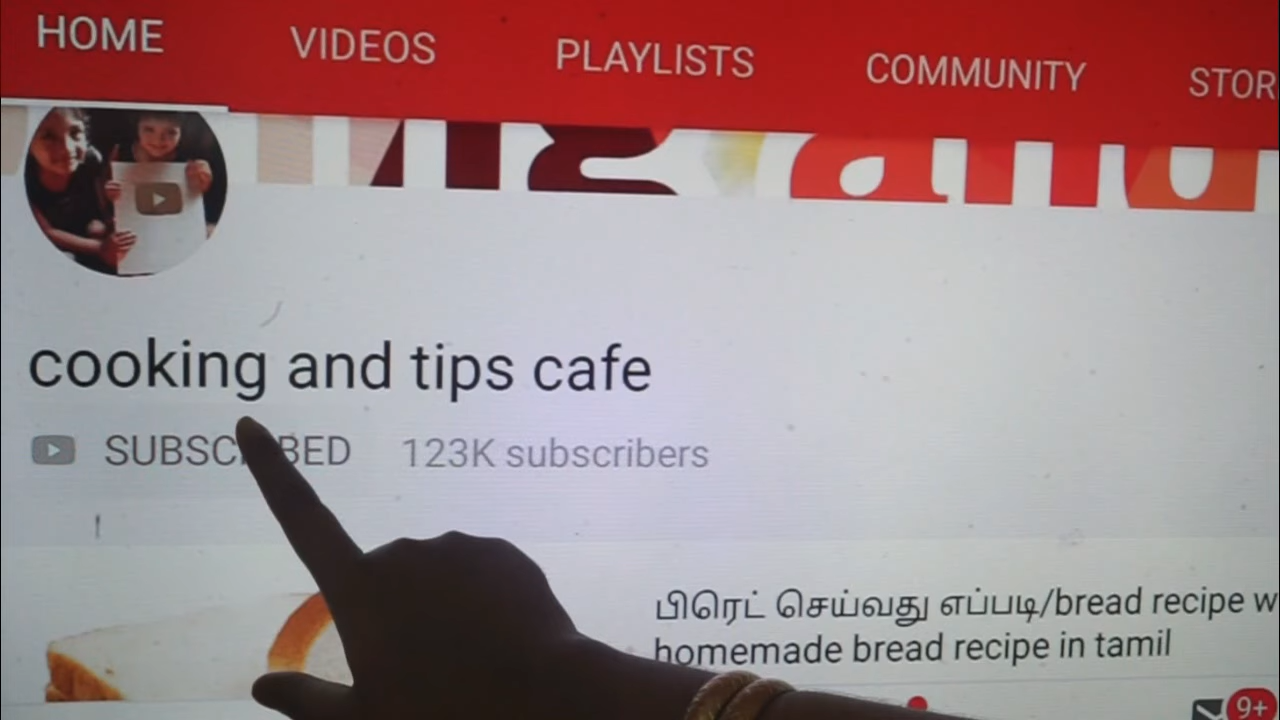 HOME VIDEOS PLAYLISTS COMMUNITY
cooking and tips cafe
123K subscribers
பிரெட் செய்வது எப்படி/bread recipe
homemade bread recipe in tamil
9+